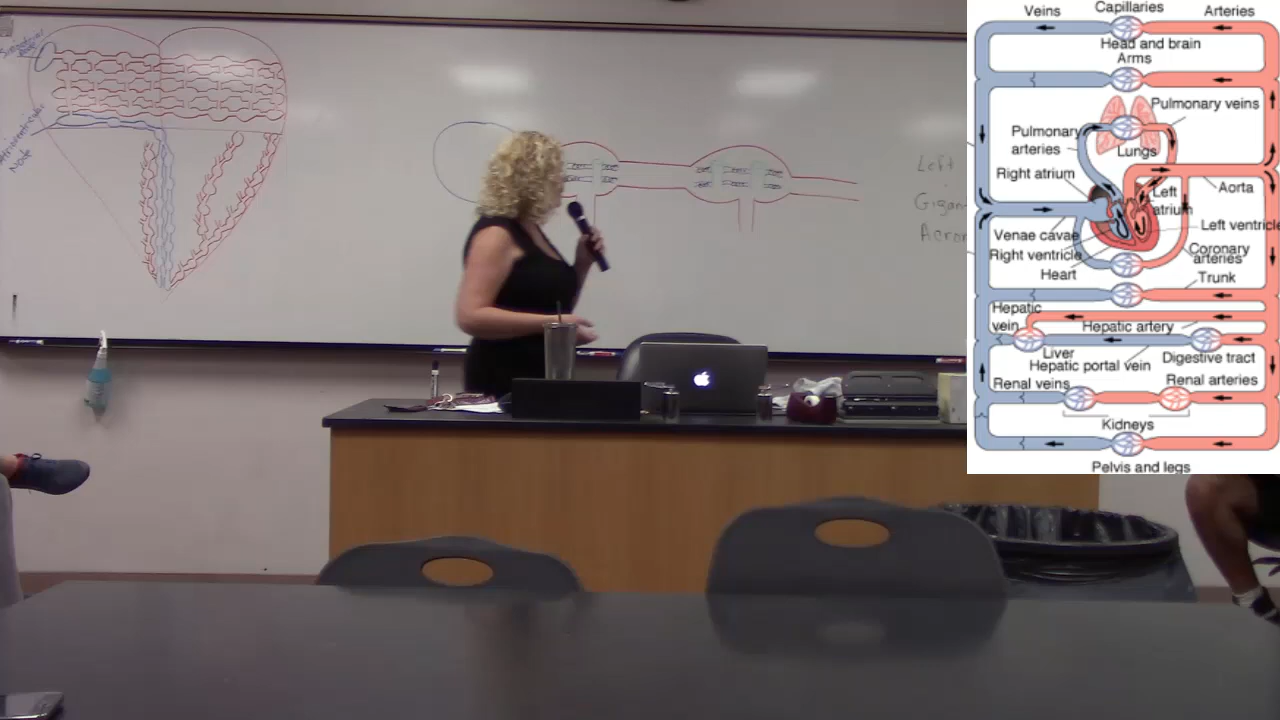 Node
Node
Left
Veins
Capillaries
Arteries
Head and brain
Arms
Pulmonary veins
Pulmonary
arteries
Lungs
Right atrium
Left
atrium
Aorta
Left ventricle
Venae cavae
Right ventricle
Coronary
arteries
Heart
Trunk
Hepatic
vein
Hepatic artery
Liver
Hepatic portal vein
Digestive tract
Renal veins
Renal arteries
Kidneys
Pelvis and legs